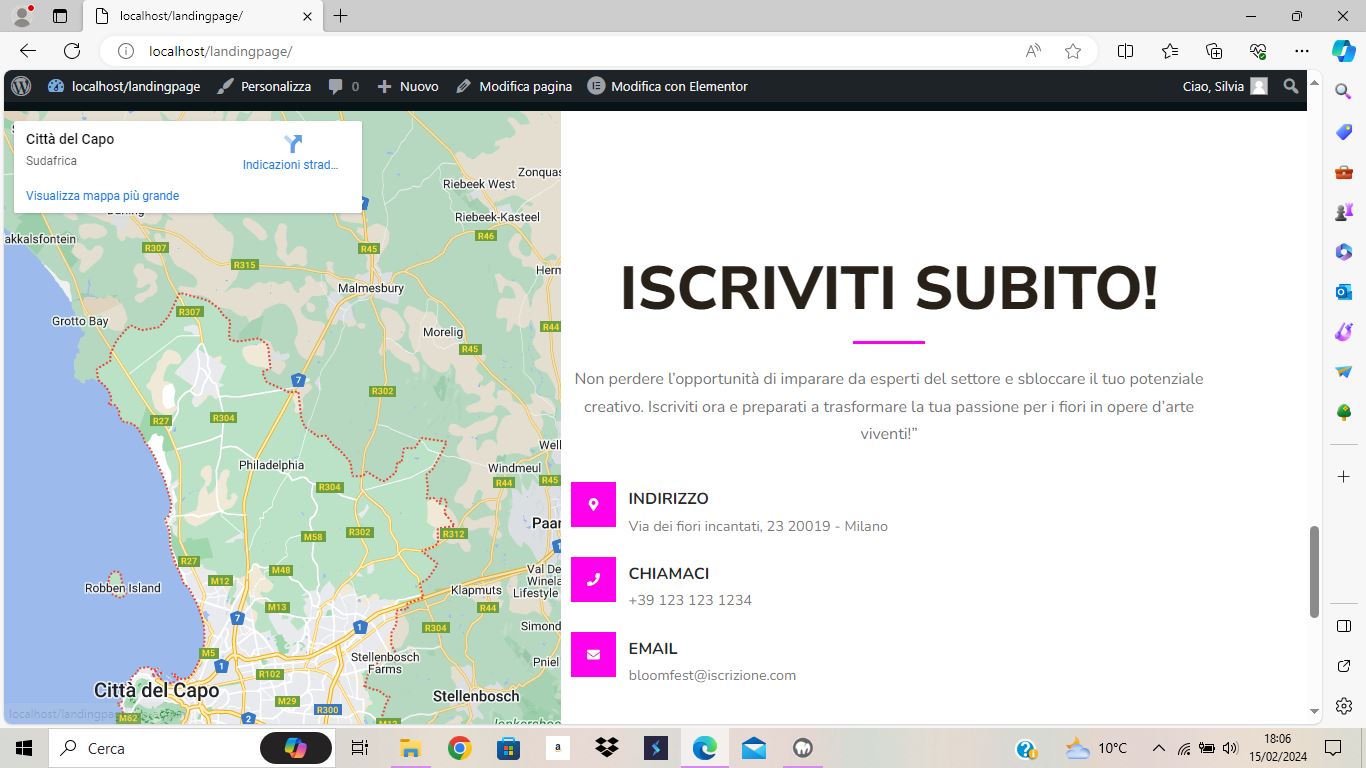 localhost/landingpage/
localhost/landingpage/
localhost/landingpage
Personalizza
0
Nuovo
Modifica pagina
Modifica con Elementor
Ciao, Silvia
Città del Capo
Sudafrica
Indicazioni strad...
Visualizza mappa più grande
Zonquas
Riebeek West
Riebeek-Kasteel
R46
akkalsfontein
R307
R45
R315
Herm
Malmesbury
R307
Grotto Bay
R44
Morelig
R45
7
R302
R27
R304
Well
Philadelphia
Windmeul
R304
R44
R45
Paar
R302
R312
M58
1
R27
M48
Val De
Winela
Lifestyle
M12
Robben Island
Klapmuts
R44
M13
7
1
R304
Simond
M5
Stellenbosch
Farms
Pniel
1
R102
Città del Capo
Stellenbosch
M29
R300
M62
2
M12
localhost/landingpag
ISCRIVITI SUBITO!
Non perdere l'opportunità di imparare da esperti del settore e sbloccare il tuo potenziale
creativo. Iscriviti ora e preparati a trasformare la tua passione per i fiori in opere d'arte
viventi!"
INDIRIZZO
Via dei fiori incantati, 23 20019 - Milano
CHIAMACI
+39 123 123 1234
EMAIL
bloomfest@iscrizione.com
Cerca
a
10°C
18:06
15/02/2024